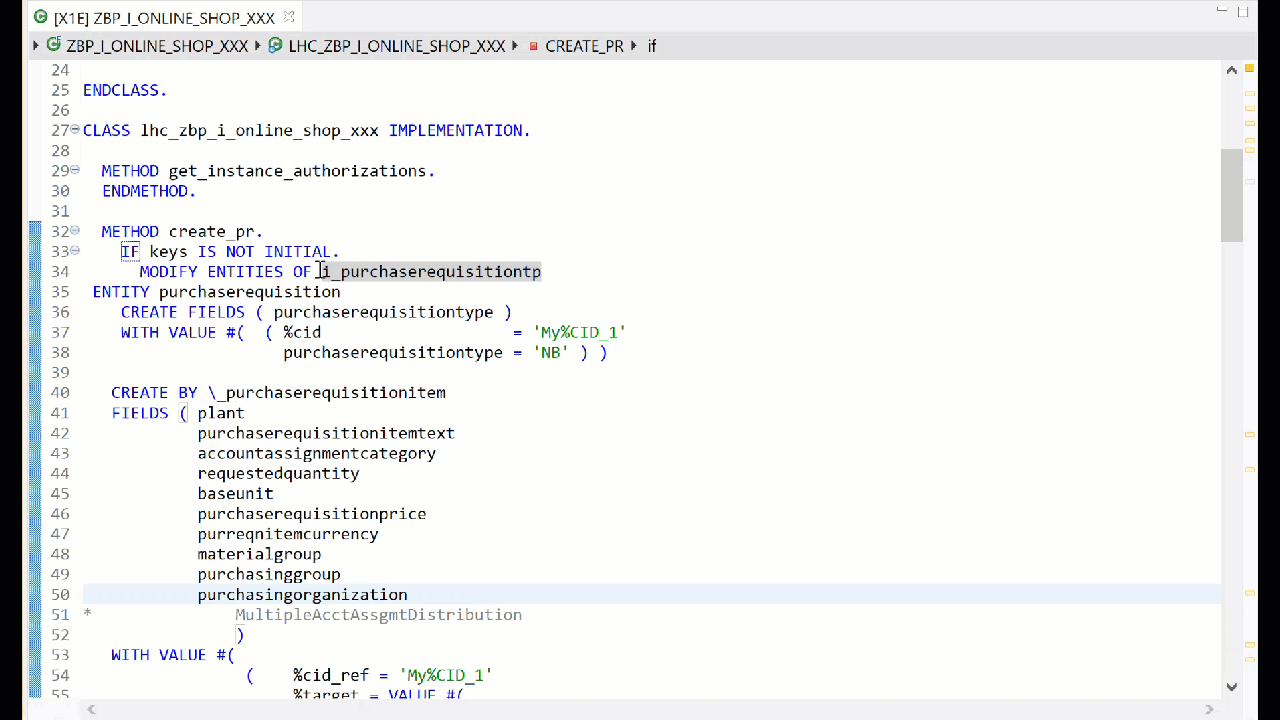 [X1E] ZBP_I_ONLINE_SHOP_XXX
ZBP_I_ONLINE_SHOP_XXX LHC_ZBP_I_ONLINE_SHOP_XXX CREATE_PR if
24
25 ENDCLASS.
26
27 CLASS lhc_zbp_i_online_shop_xxx IMPLEMENTATION.
28
29 METHOD get_instance_authorizations.
30 ENDMETHOD.
31
32 METHOD create_pr.
33 IF keys IS NOT INITIAL.
34 MODIFY ENTITIES OF i_purchaserequisitiontp
35 ENTITY purchaserequisition
36 CREATE FIELDS ( purchaserequisitiontype )
37 WITH VALUE #( ( %cid = 'My%CID_1'
38 purchaserequisitiontype = 'NB' ) )
39
40 CREATE BY \_purchaserequisitionitem
41 FIELDS ( plant
42 purchaserequisitionitemtext
43 accountassignmentcategory
44 requestedquantity
45 baseunit
46 purchaserequisitionprice
47 purreqnitemcurrency
48 materialgroup
49 purchasinggroup
50 purchasingorganization
51 * MultipleAcctAssgmtDistribution
52 )
53 WITH VALUE #(
54 ( %cid_ref = 'My%CID_1'
55 %target = VALUE #(